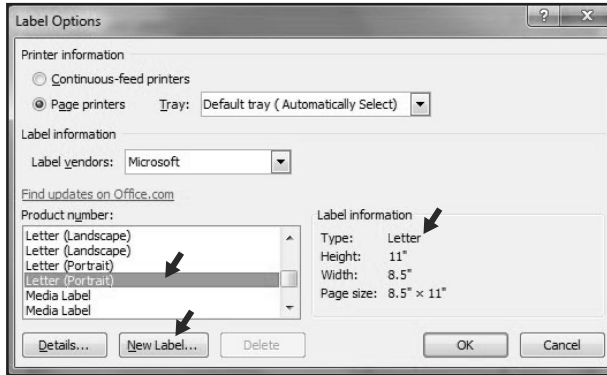 Label Options
Printer information
Continuous-feed printers
Page printers Tray: Default tray ( Automatically Select)
Label information
Label vendors: Microsoft
Find updates on Office.com
Product number:
Letter (Landscape)
Letter (Landscape)
Letter (Portrait)
Letter (Portrait)
Media Label
Media Label
Label information
Type: Letter
Height: 11"
Width: 8.5"
Page size: 8.5" × 11"
Details... New Label... Delete OK Cancel